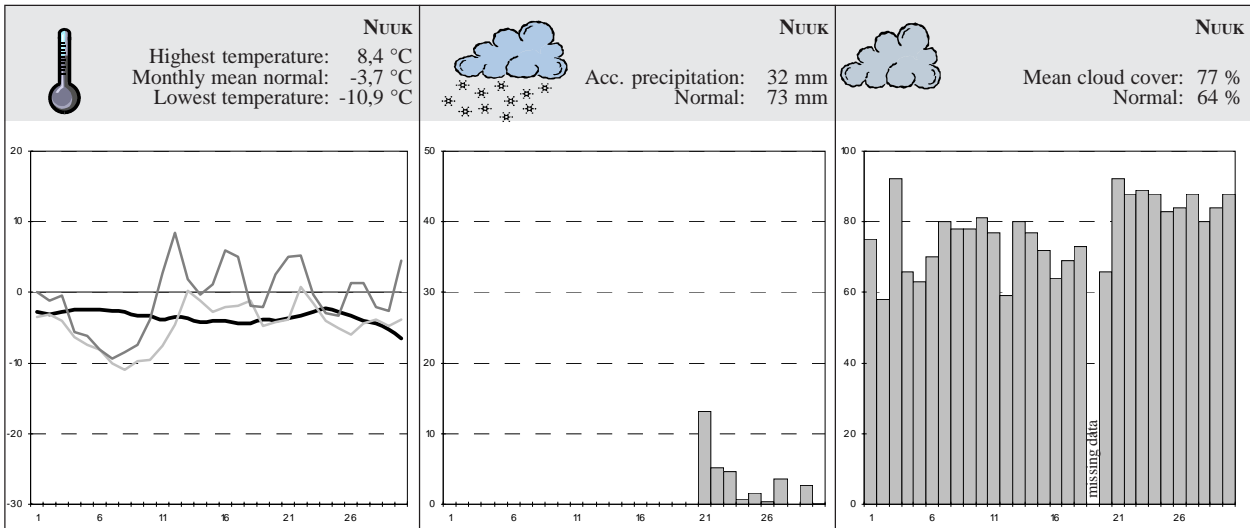 NUUK
Highest temperature: 8,4 °C
Monthly mean normal: -3,7 °C
Lowest temperature: -10,9 °C
20
10
0
-10
-20
-30
1 6 11 16 21 26
NUUK
Acc. precipitation: 32 mm
Normal: 73 mm
50
40
30
20
10
0
1 6 11 16 21 26
NUUK
Mean cloud cover: 77 %
Normal: 64 %
100
80
60
40
20
0
missing data
1 6 11 16 21 26